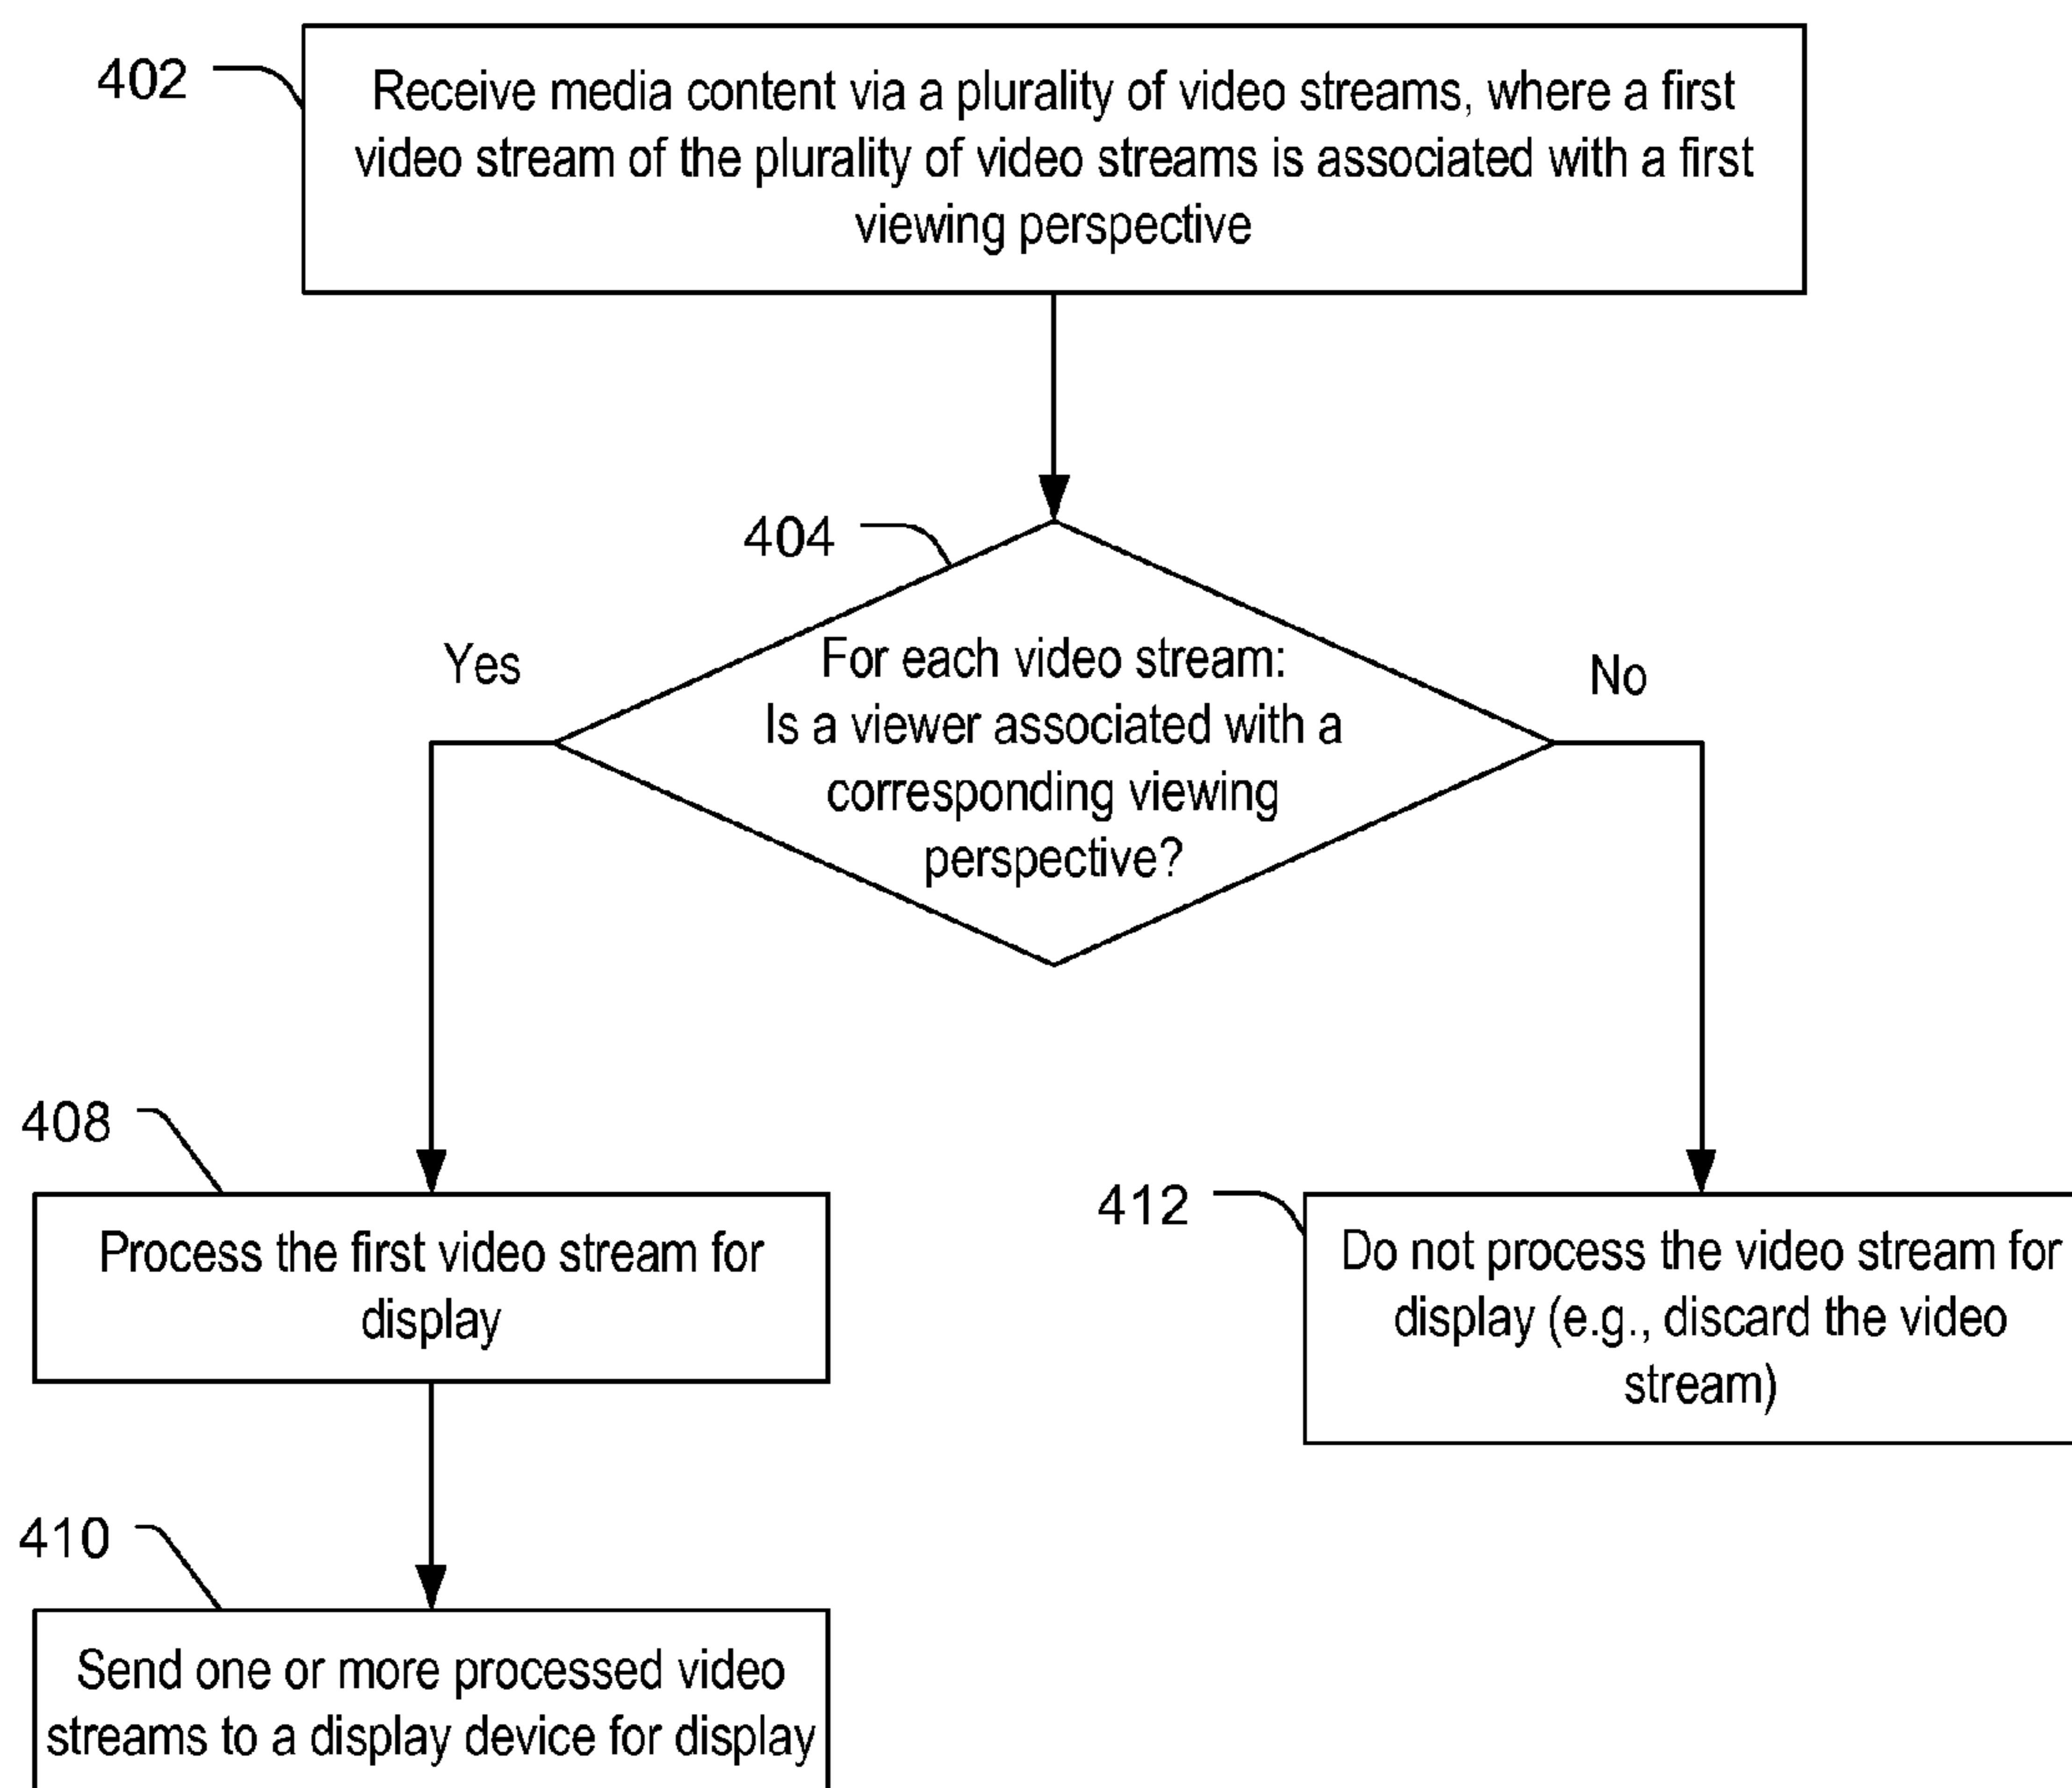 402
Receive media content via a plurality of video streams, where a first
video stream of the plurality of video streams is associated with a first
viewing perspective
404
Yes
For each video stream:
Is a viewer associated with a
corresponding viewing
perspective?
No
408
Process the first video stream for
display
412
Do not process the video stream for
display (e.g., discard the video
stream)
410
Send one or more processed video
streams to a display device for display